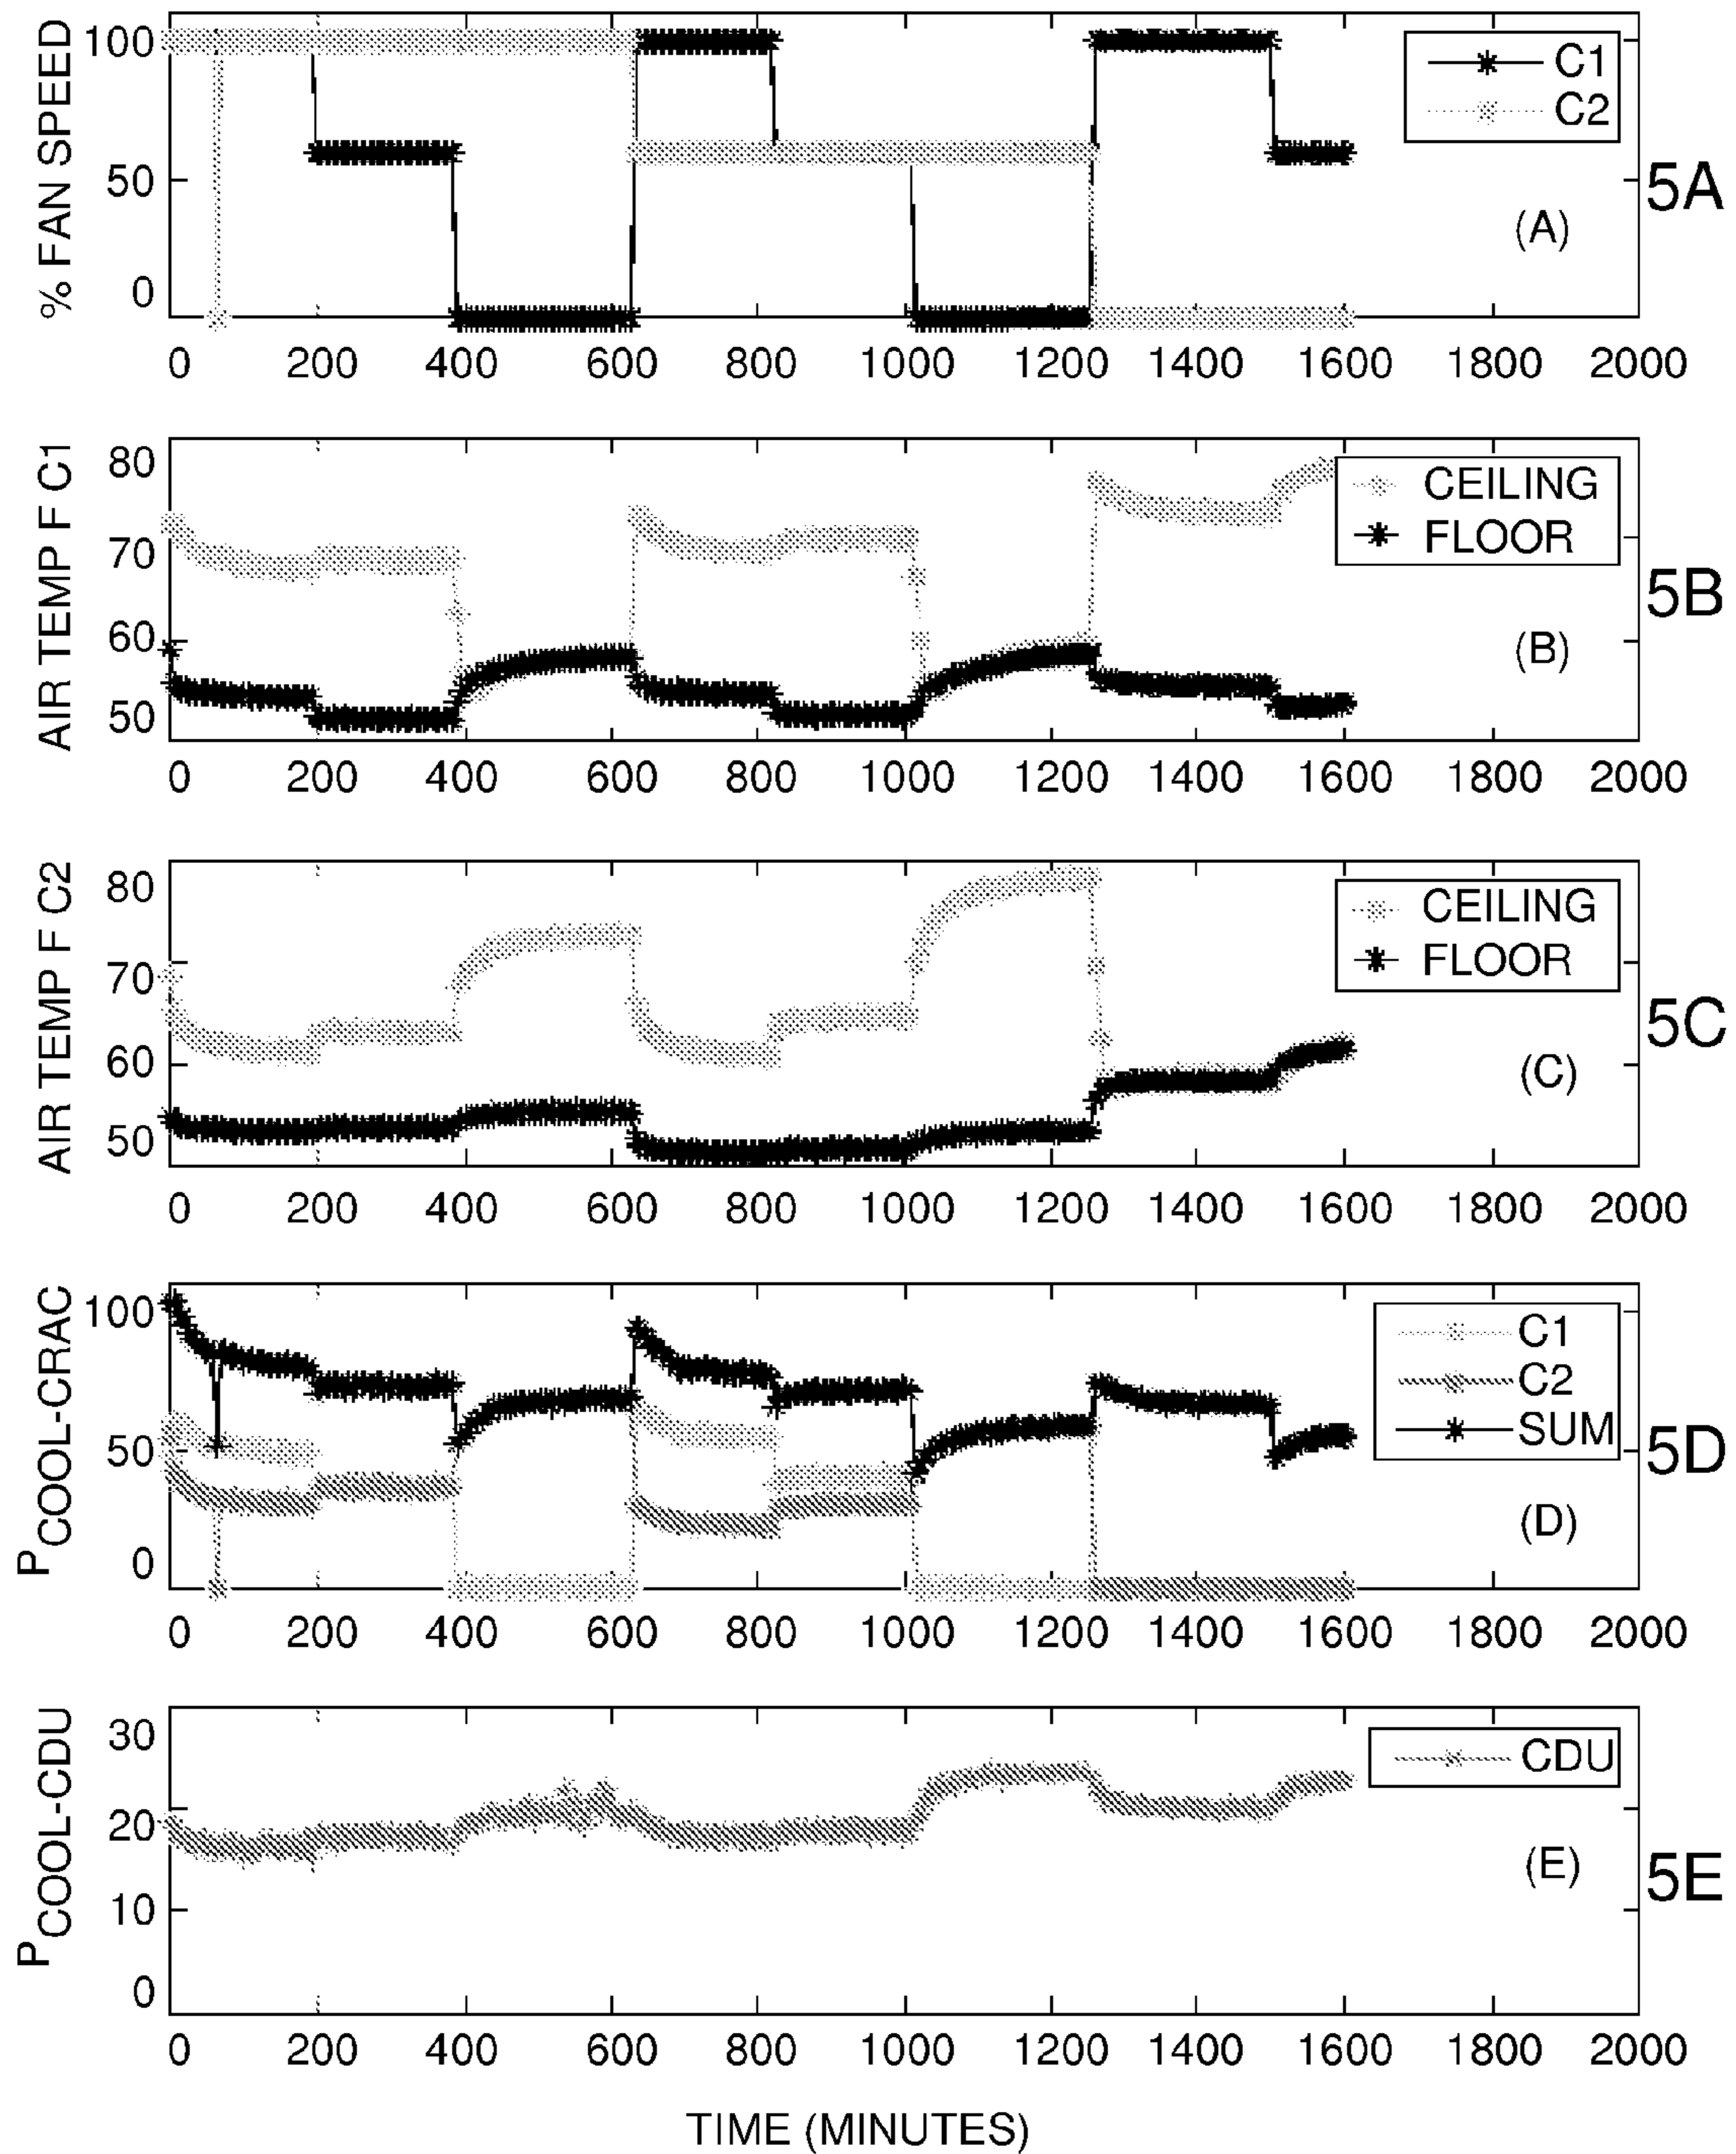 % FAN SPEED
100
50
0
C1
C2
(A)
5A
0 200 400 600 800 1000 1200 1400 1600 1800 2000
AIR TEMP F C1
80
70
60
50
CEILING
FLOOR
(B)
5B
0 200 400 600 800 1000 1200 1400 1600 1800 2000
AIR TEMP F C2
80
70
60
50
CEILING
FLOOR
(C)
5C
0 200 400 600 800 1000 1200 1400 1600 1800 2000
PCOOL-CRAC
100
50
0
C1
C2
SUM
(D)
5D
0 200 400 600 800 1000 1200 1400 1600 1800 2000
PCOOL-CDU
30
20
10
0
CDU
(E)
5E
0 200 400 600 800 1000 1200 1400 1600 1800 2000
TIME (MINUTES)